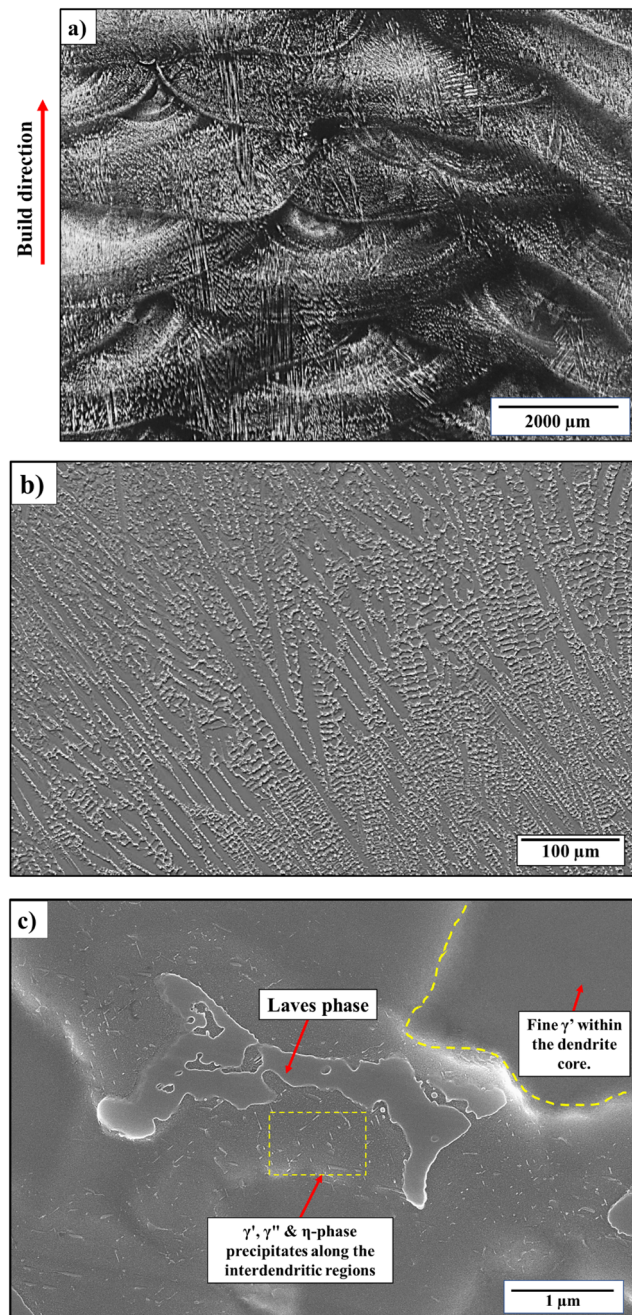 a)
Build direction
2000 μm
b)
100 μm
c)
Laves phase
Fine γ’ within
the dendrite
core.
γ', γ'' & η-phase
precipitates along the
interdendritic regions
1 μm